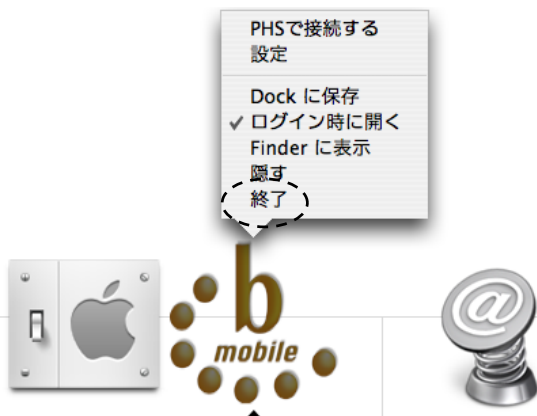 PHSで接続する
設定
Dock に保存
✓ ログイン時に開く
Finder に表示
隠す
終了
b
mobile
@